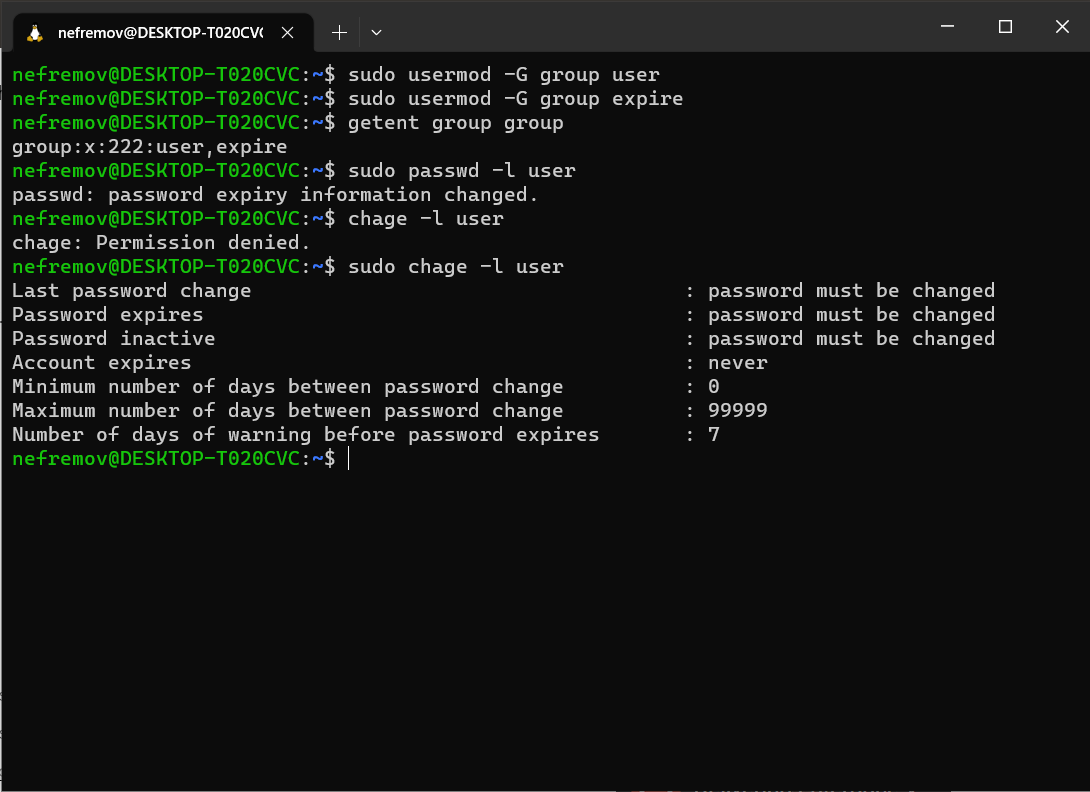 nefremov@DESKTOP-T020CV
nefremov@DESKTOP-T020CVC:~$ sudo usermod -G group user
nefremov@DESKTOP-T020CVC:~$ sudo usermod -G group expire
nefremov@DESKTOP-T020CVC:~$ getent group group
group:x:222:user,expire
nefremov@DESKTOP-T020CVC:~$ sudo passwd -l user
passwd: password expiry information changed.
nefremov@DESKTOP-T020CVC:~$ chage -l user
chage: Permission denied.
nefremov@DESKTOP-T020CVC:~$ sudo chage -l user
Last password change : password must be changed
Password expires : password must be changed
Password inactive : password must be changed
Account expires : never
Minimum number of days between password change : 0
Maximum number of days between password change : 99999
Number of days of warning before password expires : 7
nefremov@DESKTOP-T020CVC:~$